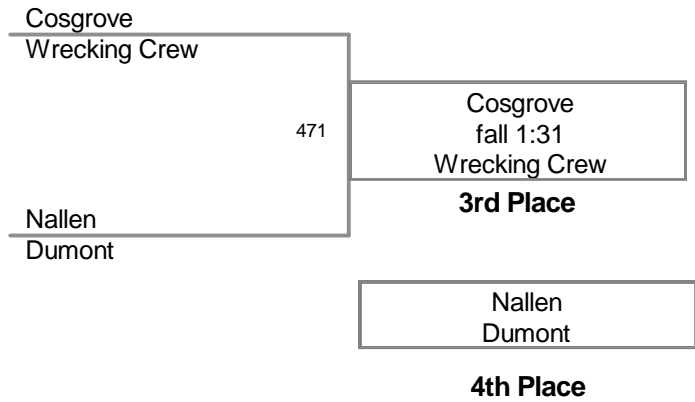 Cosgrove
Wrecking Crew
471
Cosgrove
fall 1:31
Wrecking Crew
3rd Place
Nallen
Dumont
Nallen
Dumont
4th Place